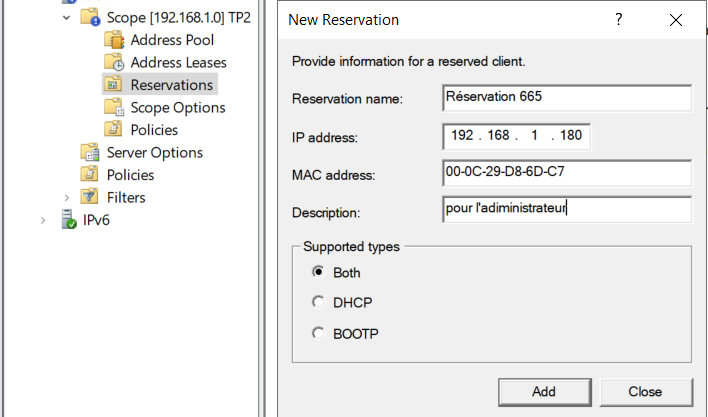 Scope [192.168.1.0] TP2
Address Pool
Address Leases
Reservations
Scope Options
Policies
Server Options
Policies
Filters
IPv6
New Reservation
?
Provide information for a reserved client.
Reservation name: Réservation 665
IP address: 192 . 168 . 1 . 180
MAC address: 00-0C-29-D8-6D-C7
Description: pour l'adiministrateur
Supported types
Both
DHCP
BOOTP
Add Close